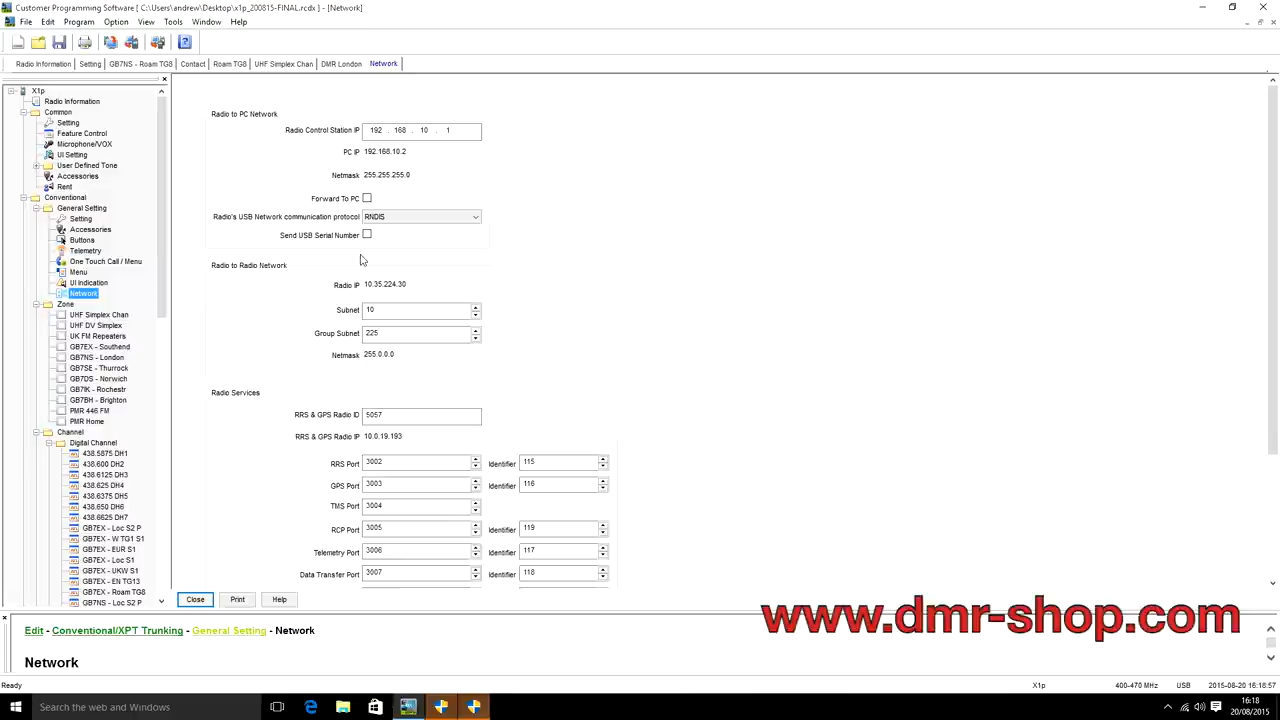 Customer Programming Software [ C:\Users\andrew\Desktop\x1p_200815-FINAL.rcdx ] - [Network]
File Edit Program Option View Tools Window Help
Radio Information Setting GB7NS - Roam TG8 Contact Roam TG8 UHF Simplex Chan DMR London Network
X1p
Radio Information
Common
Setting
Feature Control
Microphone/VOX
UI Setting
User Defined Tone
Accessories
Rent
Conventional
General Setting
Setting
Accessories
Buttons
Telemetry
One Touch Call / Menu
Menu
UI Indication
Network
Zone
UHF Simplex Chan
UHF DV Simplex
UK FM Repeaters
GB7EX - Southend
GB7NS - London
GB7SE - Thurrock
GB7DS - Norwich
GB7IK - Rochestr
GB7BH - Brighton
PMR 446 FM
PMR Home
Channel
Digital Channel
438.5875 DH1
438.600 DH2
438.6125 DH3
438.625 DH4
438.6375 DH5
438.650 DH6
438.6625 DH7
GB7EX - Loc S2 P
GB7EX - W TG1 S1
GB7EX - EUR S1
GB7EX - Loc S1
GB7EX - UKW S1
GB7EX - EN TG13
GB7EX - Roam TG8
GB7NS - Loc S2 P
Radio to PC Network
Radio Control Station IP 192 . 168 . 10 . 1
PC IP 192.168.10.2
Netmask 255.255.255.0
Forward To PC
Radio's USB Network communication protocol RNDIS
Send USB Serial Number
Radio to Radio Network
Radio IP 10.35.224.30
Subnet 10
Group Subnet 225
Netmask 255.0.0.0
Radio Services
RRS & GPS Radio ID 5057
RRS & GPS Radio IP 10.0.19.193
RRS Port 3002 Identifier 115
GPS Port 3003 Identifier 116
TMS Port 3004
RCP Port 3005 Identifier 119
Telemetry Port 3006 Identifier 117
Data Transfer Port 3007 Identifier 118
Close Print Help
www.dmr-shop.com
Edit - Conventional/XPT Trunking - General Setting - Network
Network
Ready X1p 400-470 MHz USB 2015-08-20 16:18:57
Search the web and Windows
16:18
20/08/2015